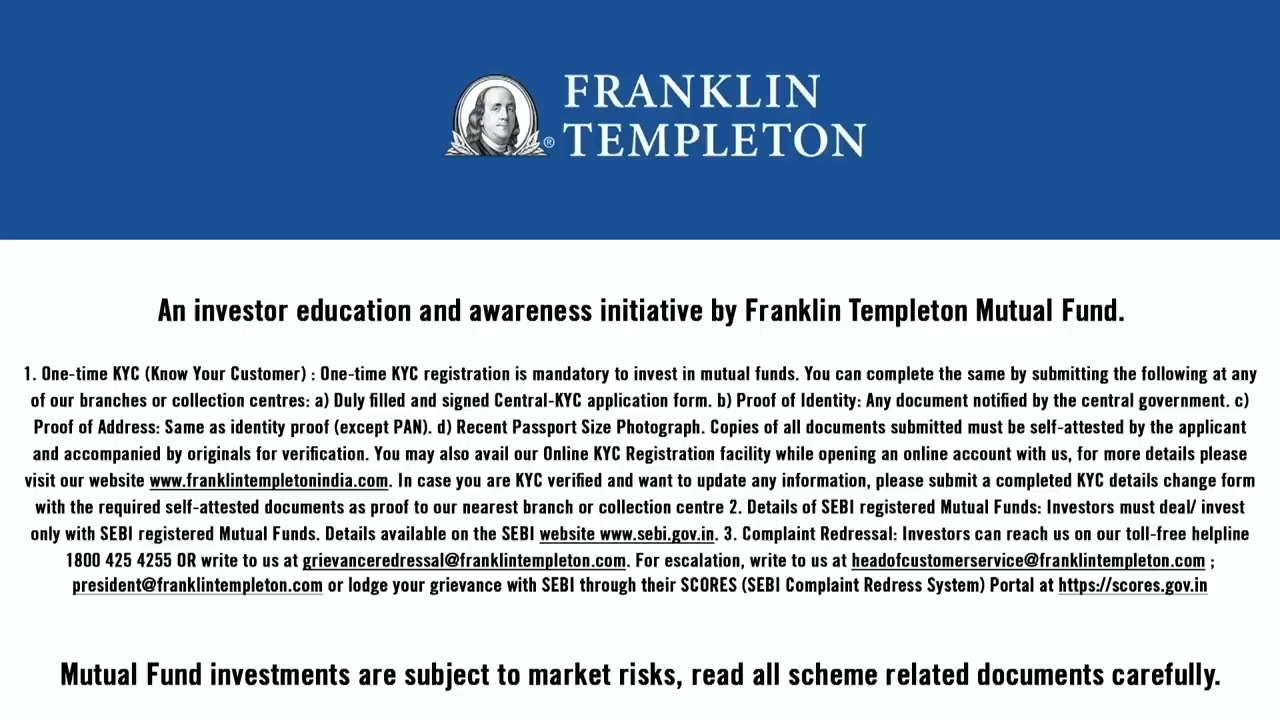 FRANKLIN
TEMPLETON
®
An investor education and awareness initiative by Franklin Templeton Mutual Fund.
1. One-time KYC (Know Your Customer) : One-time KYC registration is mandatory to invest in mutual funds. You can complete the same by submitting the following at any
of our branches or collection centres: a) Duly filled and signed Central-KYC application form. b) Proof of Identity: Any document notified by the central government. c)
Proof of Address: Same as identity proof (except PAN). d) Recent Passport Size Photograph. Copies of all documents submitted must be self-attested by the applicant
and accompanied by originals for verification. You may also avail our Online KYC Registration facility while opening an online account with us, for more details please
visit our website www.franklintempletonindia.com. In case you are KYC verified and want to update any information, please submit a completed KYC details change form
with the required self-attested documents as proof to our nearest branch or collection centre 2. Details of SEBI registered Mutual Funds: Investors must deal/ invest
only with SEBI registered Mutual Funds. Details available on the SEBI website www.sebi.gov.in. 3. Complaint Redressal: Investors can reach us on our toll-free helpline
1800 425 4255 OR write to us at grievanceredressal@franklintempleton.com. For escalation, write to us at headofcustomerservice@franklintempleton.com ;
president@franklintempleton.com or lodge your grievance with SEBI through their SCORES (SEBI Complaint Redress System) Portal at https://scores.gov.in
Mutual Fund investments are subject to market risks, read all scheme related documents carefully.